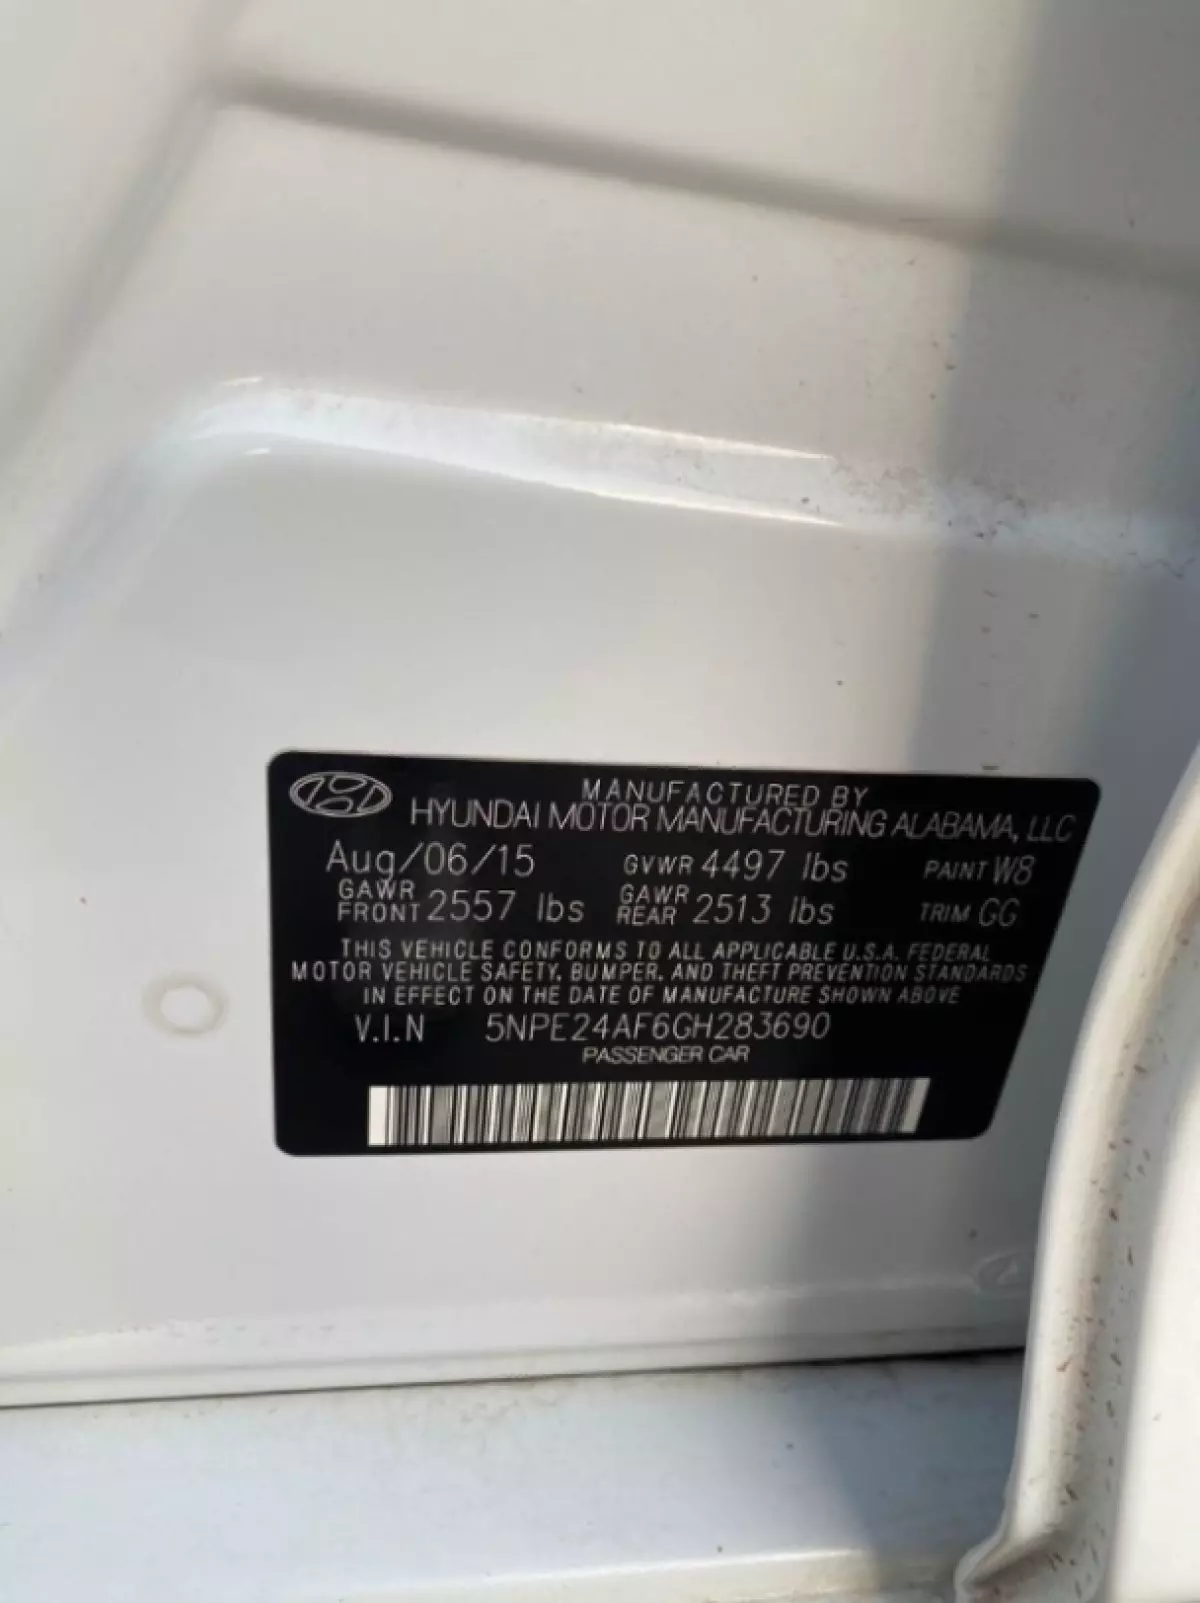 MANUFACTURED BY
HYUNDAI MOTOR MANUFACTURING ALABAMA, LLC
Aug/06/15 GVWR 4497 lbs PAINT W8
GAWR FRONT 2557 lbs GAWR REAR 2513 lbs TRIM GG
THIS VEHICLE CONFORMS TO ALL APPLICABLE U.S.A. FEDERAL
MOTOR VEHICLE SAFETY, BUMPER, AND THEFT PREVENTION STANDARDS
IN EFFECT ON THE DATE OF MANUFACTURE SHOWN ABOVE
V.I.N 5NPE24AF6GH283690
PASSENGER CAR